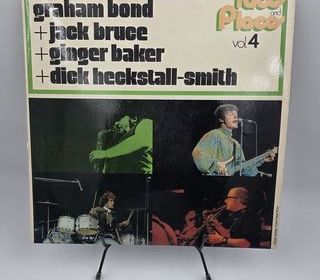 graham bond
Faces
and
+jack bruce
Places
+ginger baker
vol.4
+dick heckstall-smith